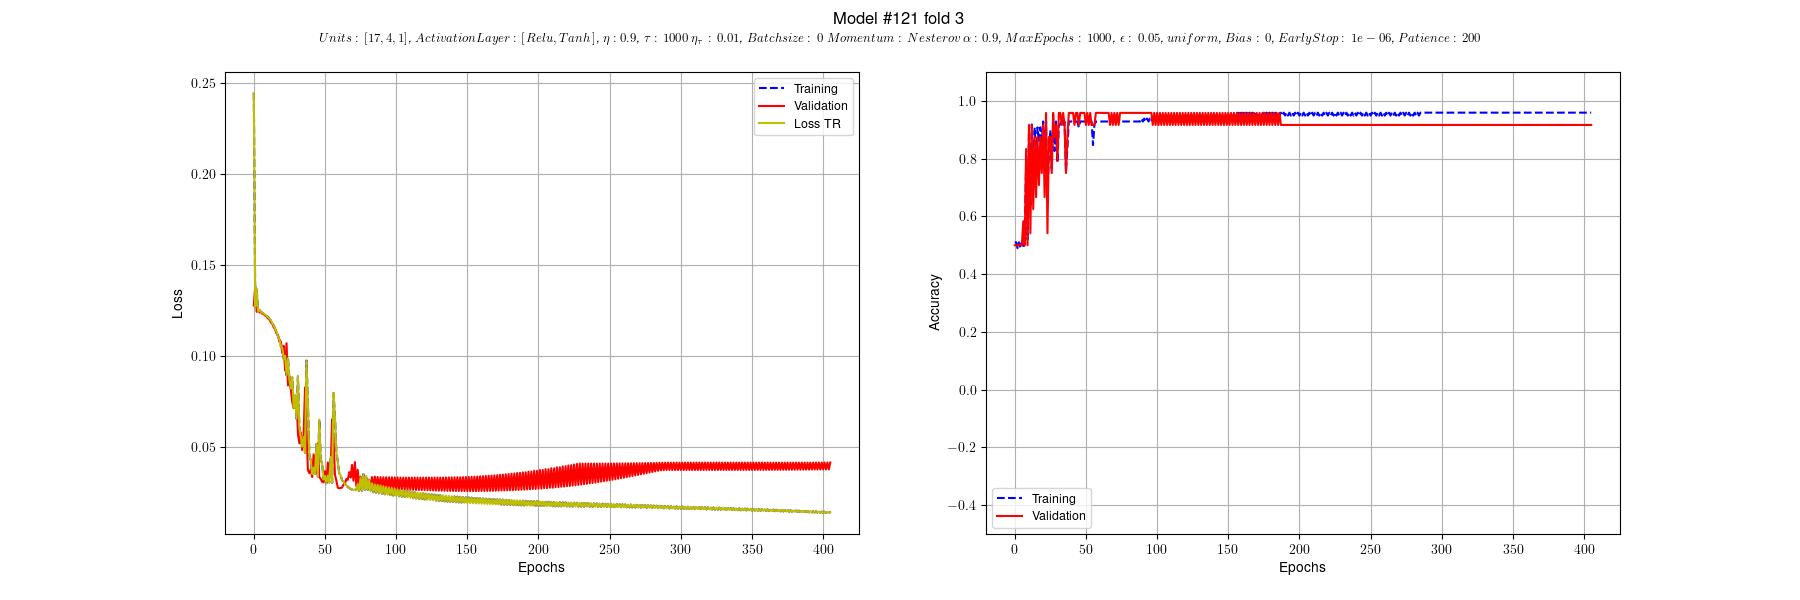 Model #121 fold 3
Units : [17, 4, 1], ActivationLayer : [Relu, Tanh], η : 0.9, τ : 1000 ητ : 0.01, Batchsize : 0 Momentum : Nesterov α : 0.9, MaxEpochs : 1000, ϵ : 0.05, uniform, Bias : 0, EarlyStop : 1e − 06, Patience : 200
0.25
0.20
0.15
0.10
0.05
Loss
0 50 100 150 200 250 300 350 400
Epochs
Training
Validation
Loss TR
1.0
0.8
0.6
0.4
0.2
0.0
−0.2
−0.4
Accuracy
0 50 100 150 200 250 300 350 400
Epochs
Training
Validation